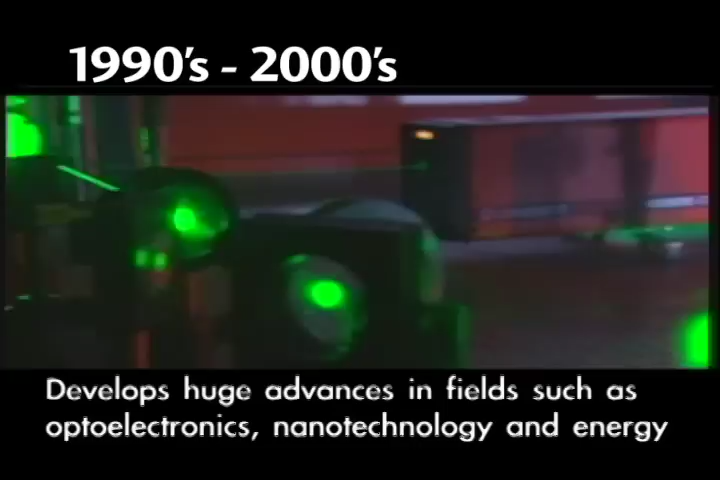 1990's - 2000's
Develops huge advances in fields such as
optoelectronics, nanotechnology and energy